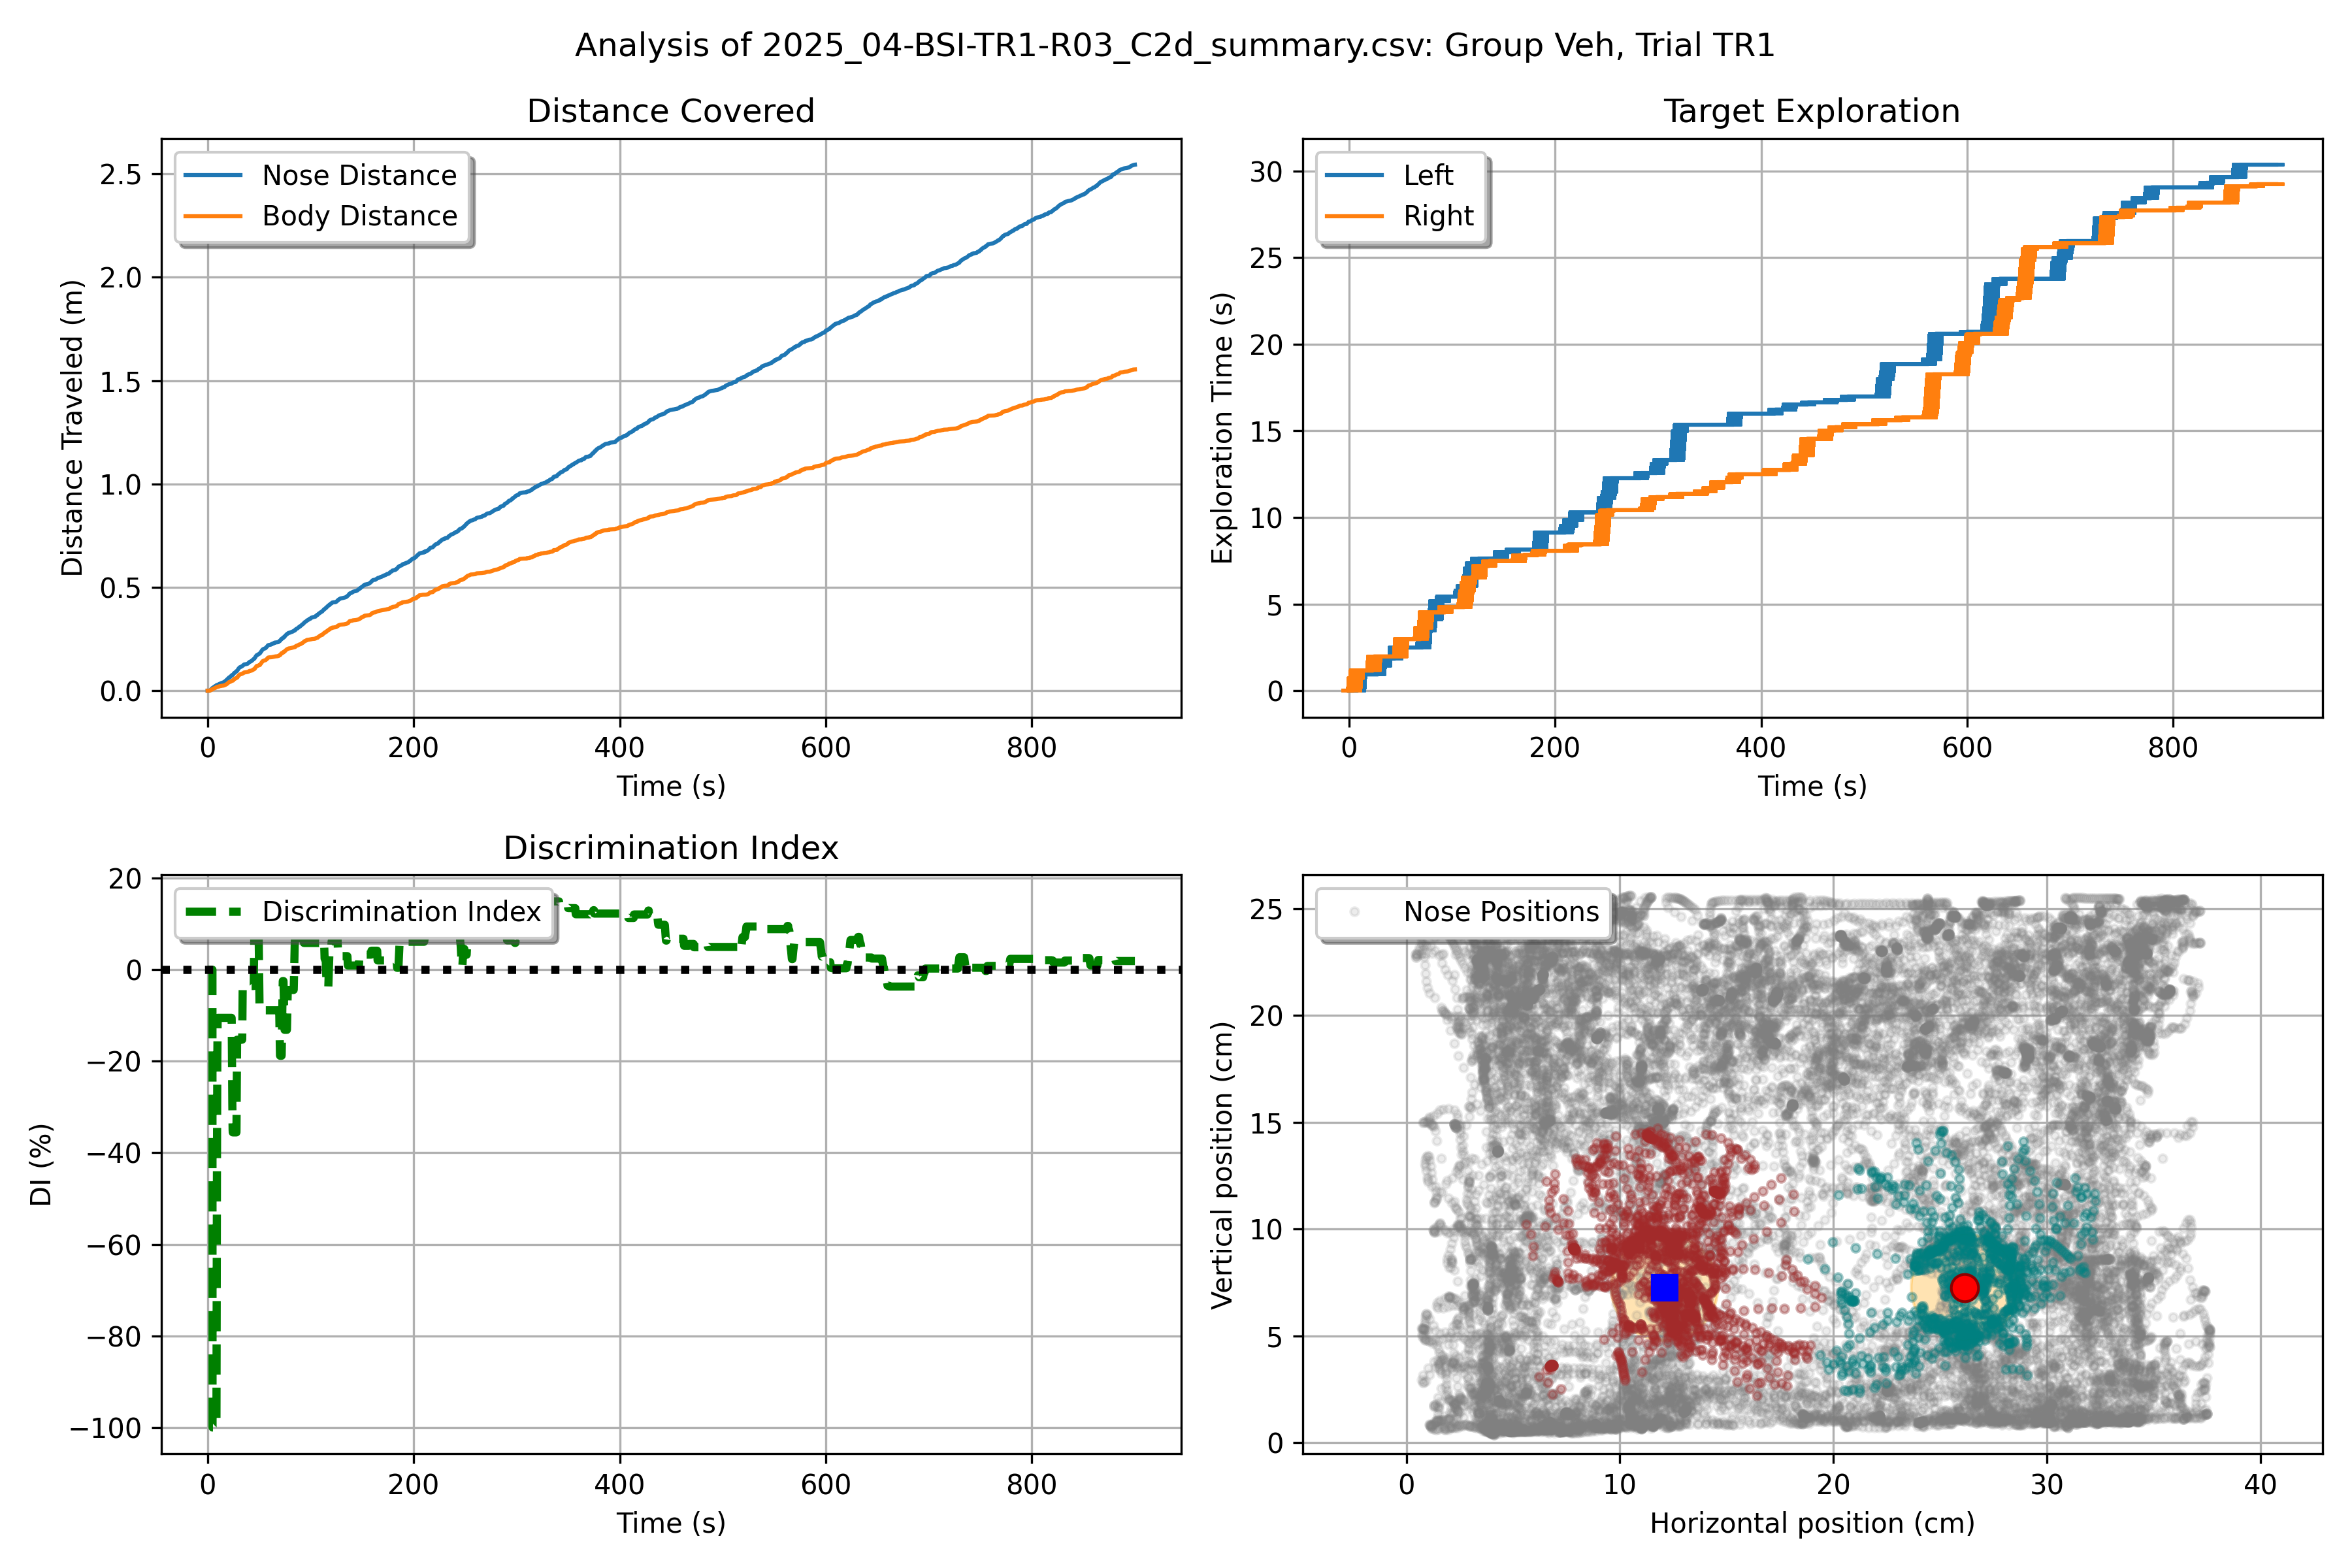 Analysis of 2025_04-BSI-TR1-R03_C2d_summary.csv: Group Veh, Trial TR1
Distance Covered
Nose Distance
Body Distance
Distance Traveled (m)
2.5
2.0
1.5
1.0
0.5
0.0
0 200 400 600 800
Time (s)
Target Exploration
Left
Right
Exploration Time (s)
30
25
20
15
10
5
0
0 200 400 600 800
Time (s)
Discrimination Index
Discrimination Index
DI (%)
20
0
−20
−40
−60
−80
−100
0 200 400 600 800
Time (s)
Nose Positions
Vertical position (cm)
25
20
15
10
5
0
0 10 20 30 40
Horizontal position (cm)